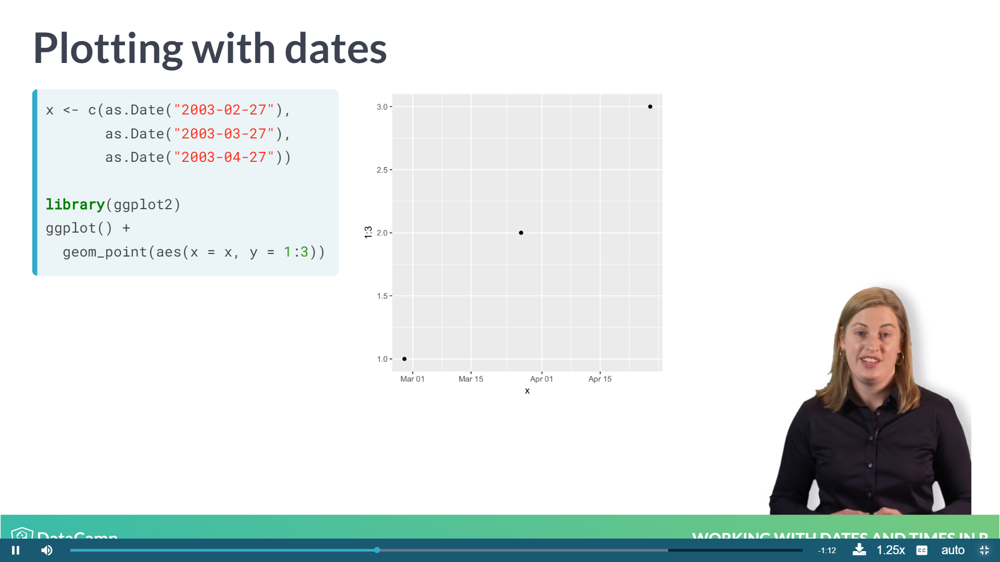 Plotting with dates
x <- c(as.Date("2003-02-27"),
as.Date("2003-03-27"),
as.Date("2003-04-27"))
library(ggplot2)
ggplot() +
geom_point(aes(x = x, y = 1:3))
3.0
2.5
2.0
1.5
1.0
1:3
Mar 01 Mar 15 Apr 01 Apr 15
x
DataCamp
WORKING WITH DATES AND TIMES IN R
-1:12 1.25x CC auto